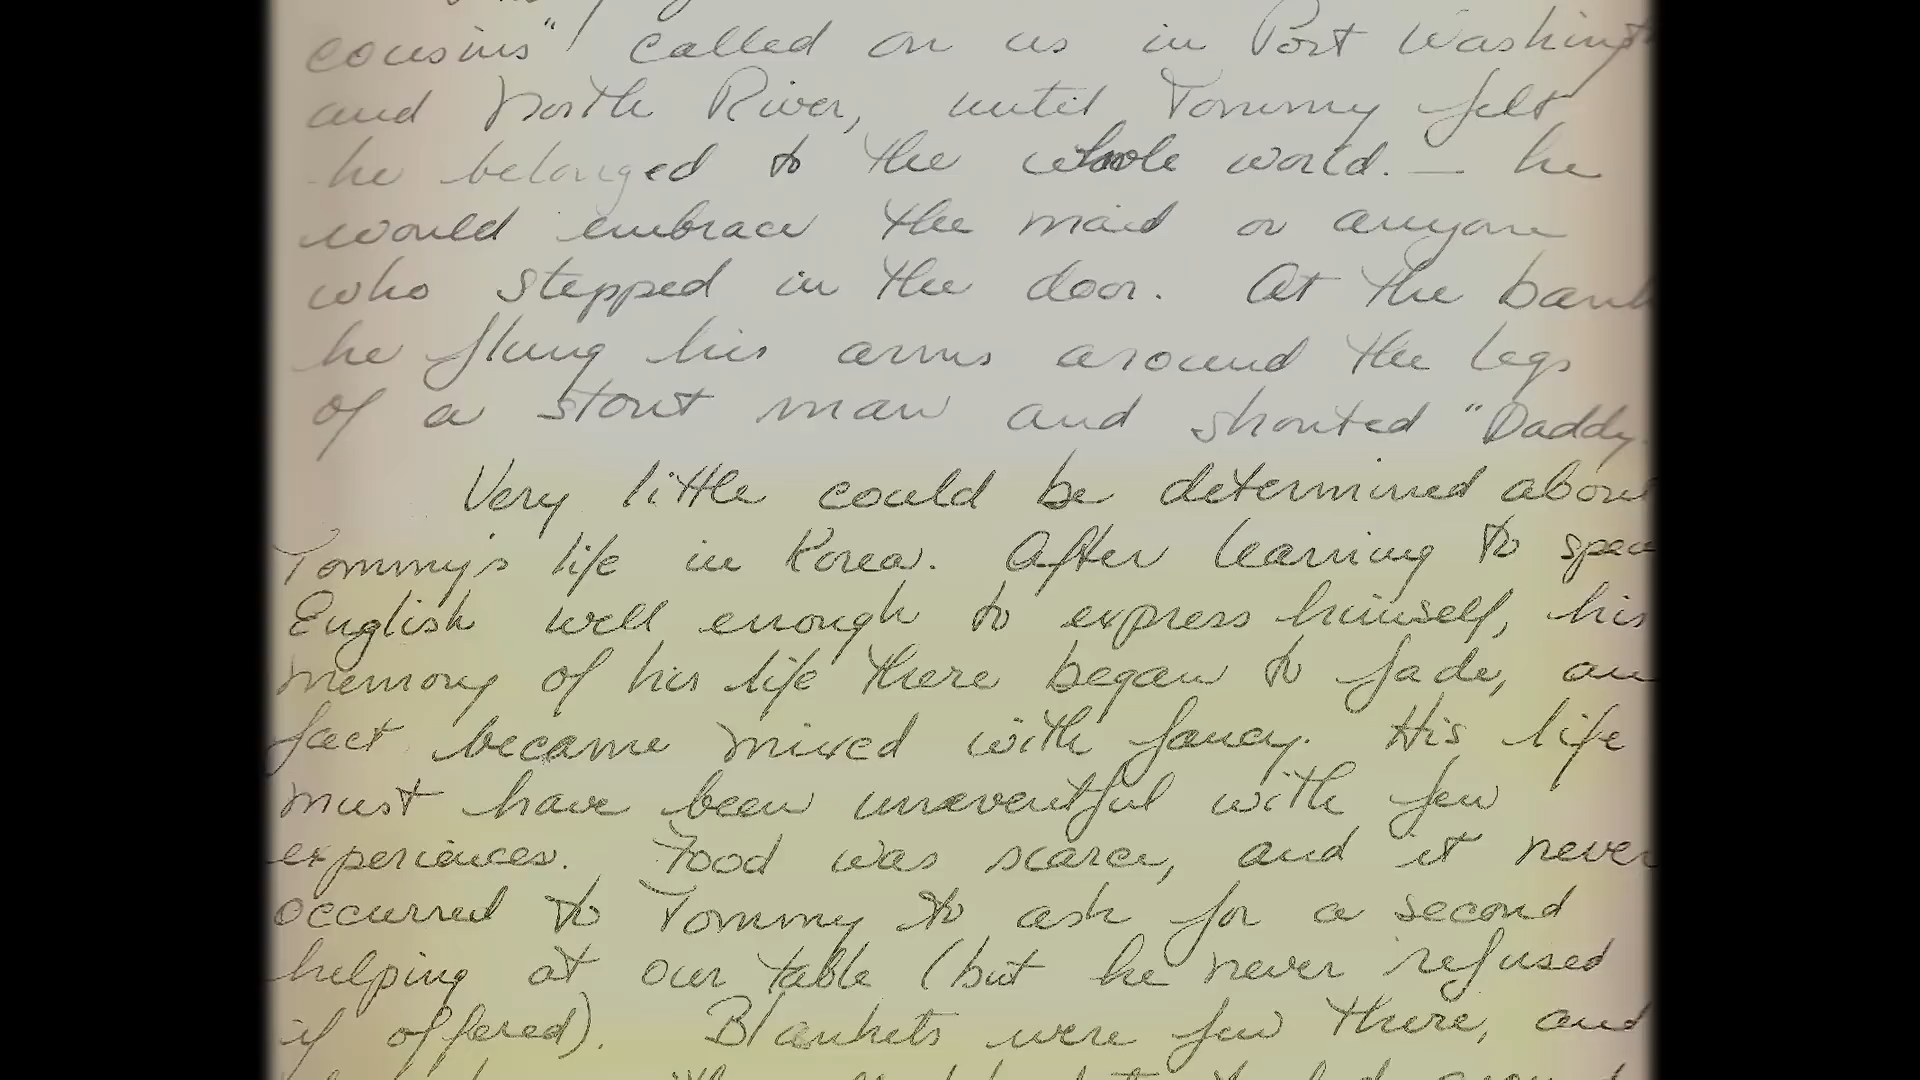 cousins" called on us in Port Washingt
and North River, until Tommy felt
he belonged to the whole world. — he
would embrace the maid or anyone
who stepped in the door. At the bank
he flung his arms around the legs
of a stout man and shouted "Daddy.
Very little could be determined about
Tommy's life in Korea. After learning to speak
English well enough to express himself, his
memory of his life there began to fade, an
fact became mixed with fancy. His life
must have been uneventful with few
experiences. Food was scarce, and it never
occurred to Tommy to ask for a second
helping at our table (but he never refused
if offered). Blankets were few there, and